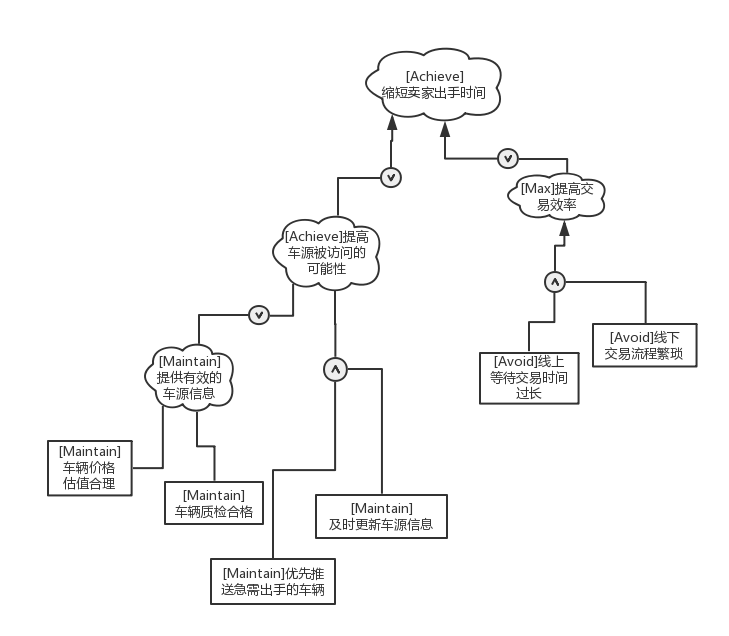 [Achieve]
缩短卖家出手时间
[Max]提高交
易效率
[Achieve]提高
车源被访问的
可能性
[Avoid]线下
交易流程繁琐
[Avoid]线上
等待交易时间
过长
[Maintain]
提供有效的
车源信息
[Maintain]
车辆价格
估值合理
[Maintain]
车辆质检合格
[Maintain]
及时更新车源信息
[Maintain]优先推
送急需出手的车辆